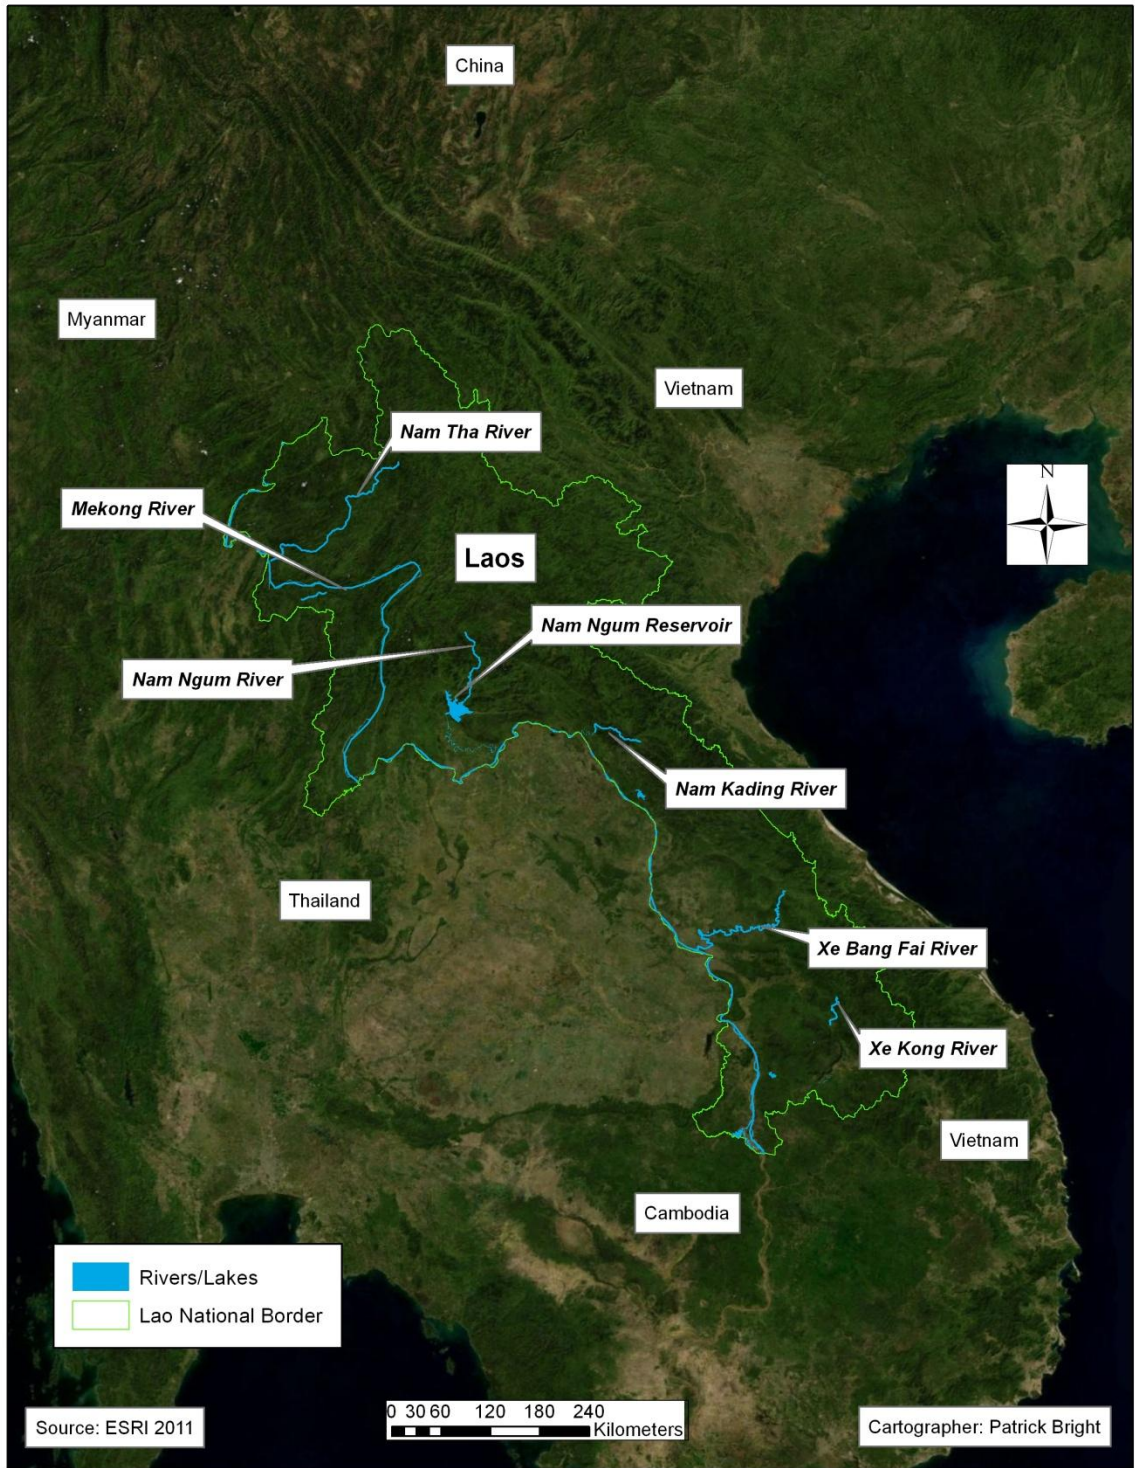 China
Myanmar
Vietnam
Nam Tha River
N
Mekong River
Laos
Nam Ngum Reservoir
Nam Ngum River
Nam Kading River
Thailand
Xe Bang Fai River
Xe Kong River
Vietnam
Cambodia
Rivers/Lakes
Lao National Border
0 30 60 120 180 240
Kilometers
Source: ESRI 2011
Cartographer: Patrick Bright